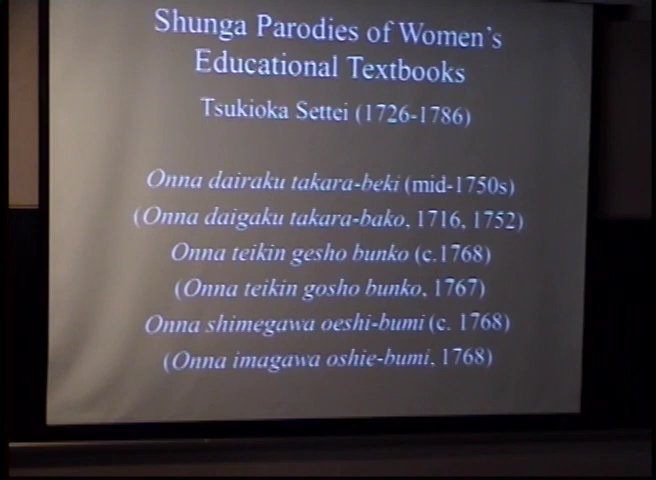 Shunga Parodies of Women's
Educational Textbooks
Tsukioka Settei (1726-1786)
Onna dairaku takara-beki (mid-1750s)
(Onna daigaku takara-bako, 1716, 1752)
Onna teikin gesho bunko (c.1768)
(Onna teikin gosho bunko, 1767)
Onna shimegawa oeshi-bumi (c. 1768)
(Onna imagawa oshie-bumi, 1768)